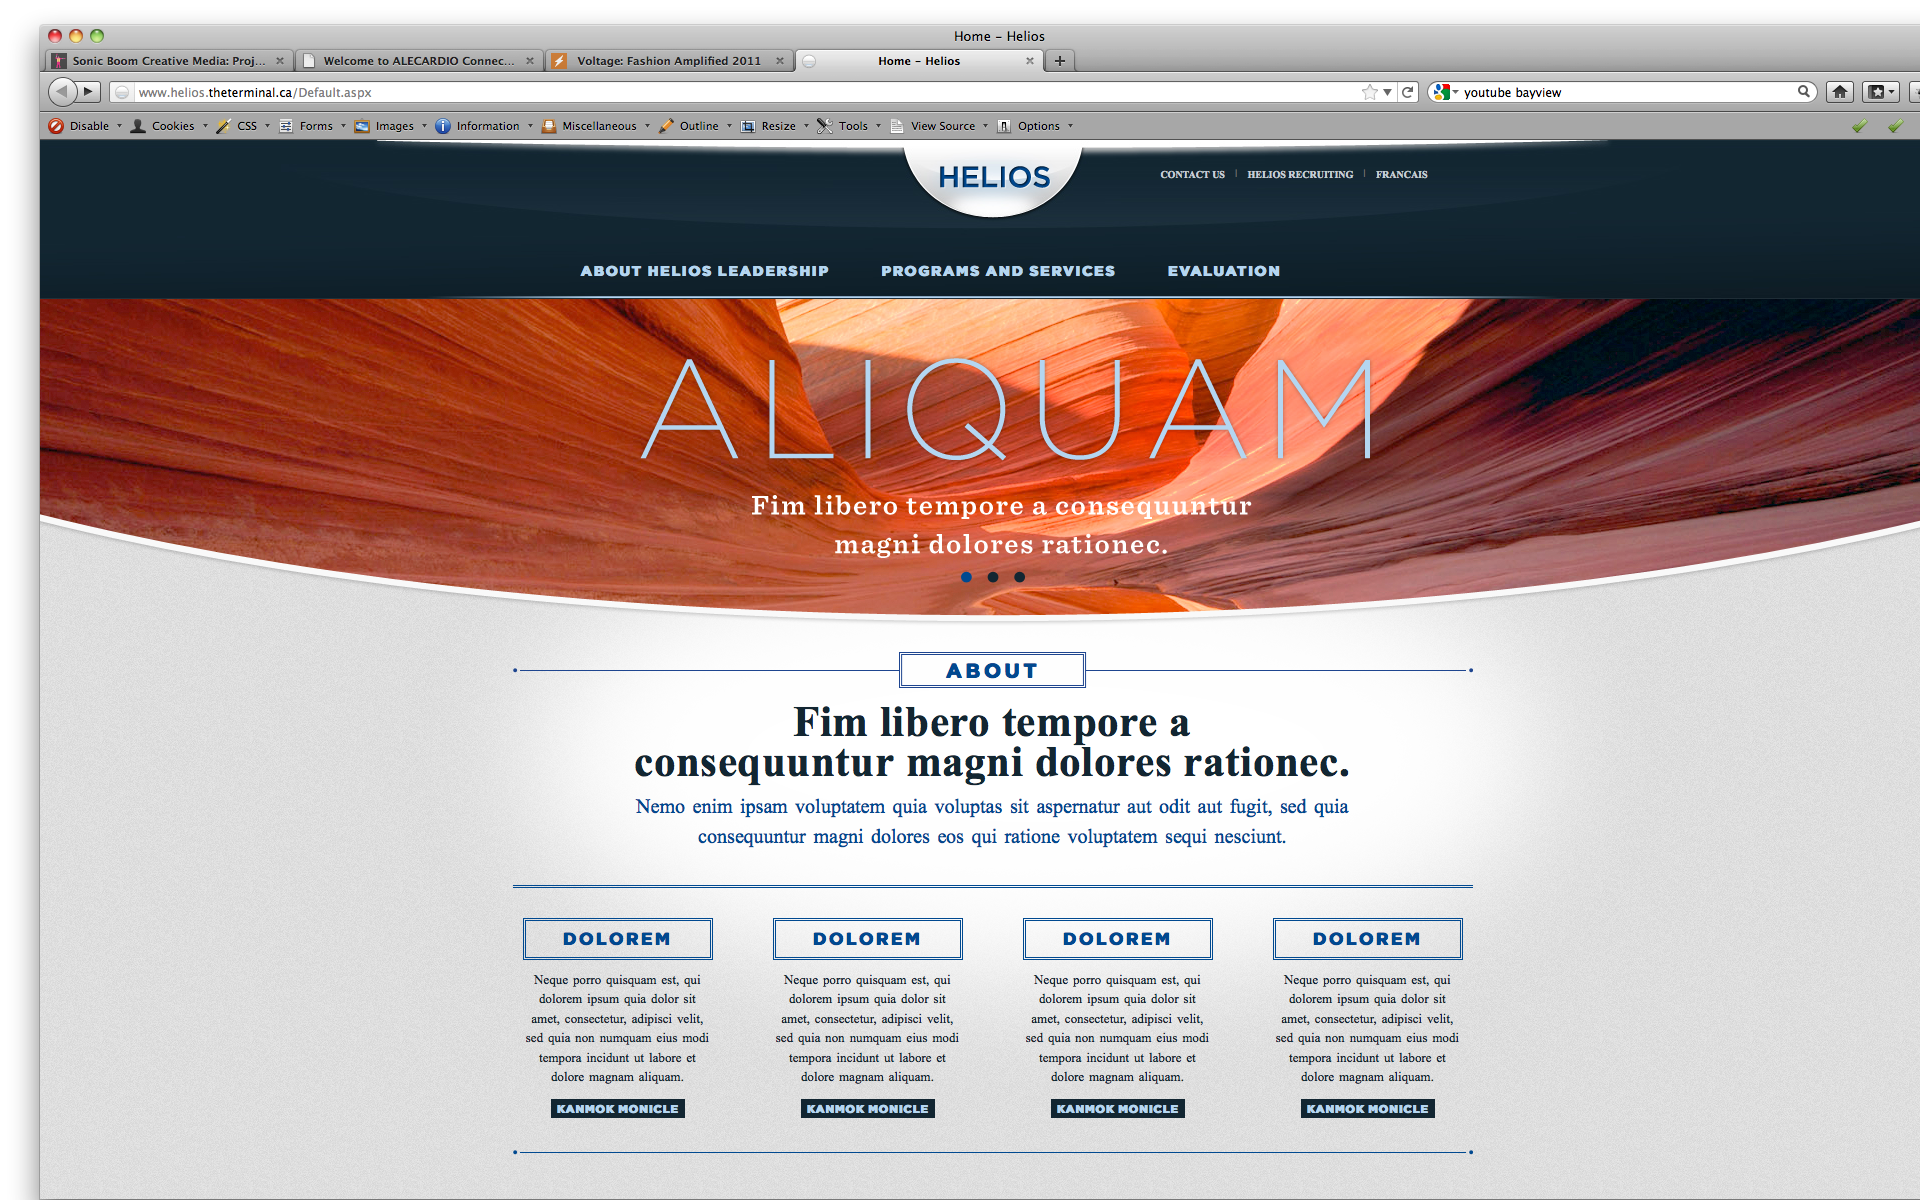 Home – Helios
Sonic Boom Creative Media: Proj...
Welcome to ALECARDIO Connec...
Voltage: Fashion Amplified 2011
Home – Helios
www.helios.theterminal.ca/Default.aspx
youtube bayview
Disable Cookies CSS Forms Images Information Miscellaneous Outline Resize Tools View Source Options
HELIOS
CONTACT US | HELIOS RECRUITING | FRANCAIS
ABOUT HELIOS LEADERSHIP PROGRAMS AND SERVICES EVALUATION
ALIQUAM
Fim libero tempore a consequuntur
magni dolores rationec.
ABOUT
Fim libero tempore a
consequuntur magni dolores rationec.
Nemo enim ipsam voluptatem quia voluptas sit aspernatur aut odit aut fugit, sed quia
consequuntur magni dolores eos qui ratione voluptatem sequi nesciunt.
DOLOREM
Neque porro quisquam est, qui
dolorem ipsum quia dolor sit
amet, consectetur, adipisci velit,
sed quia non numquam eius modi
tempora incidunt ut labore et
dolore magnam aliquam.
KANMOK MONICLE
DOLOREM
Neque porro quisquam est, qui
dolorem ipsum quia dolor sit
amet, consectetur, adipisci velit,
sed quia non numquam eius modi
tempora incidunt ut labore et
dolore magnam aliquam.
KANMOK MONICLE
DOLOREM
Neque porro quisquam est, qui
dolorem ipsum quia dolor sit
amet, consectetur, adipisci velit,
sed quia non numquam eius modi
tempora incidunt ut labore et
dolore magnam aliquam.
KANMOK MONICLE
DOLOREM
Neque porro quisquam est, qui
dolorem ipsum quia dolor sit
amet, consectetur, adipisci velit,
sed quia non numquam eius modi
tempora incidunt ut labore et
dolore magnam aliquam.
KANMOK MONICLE